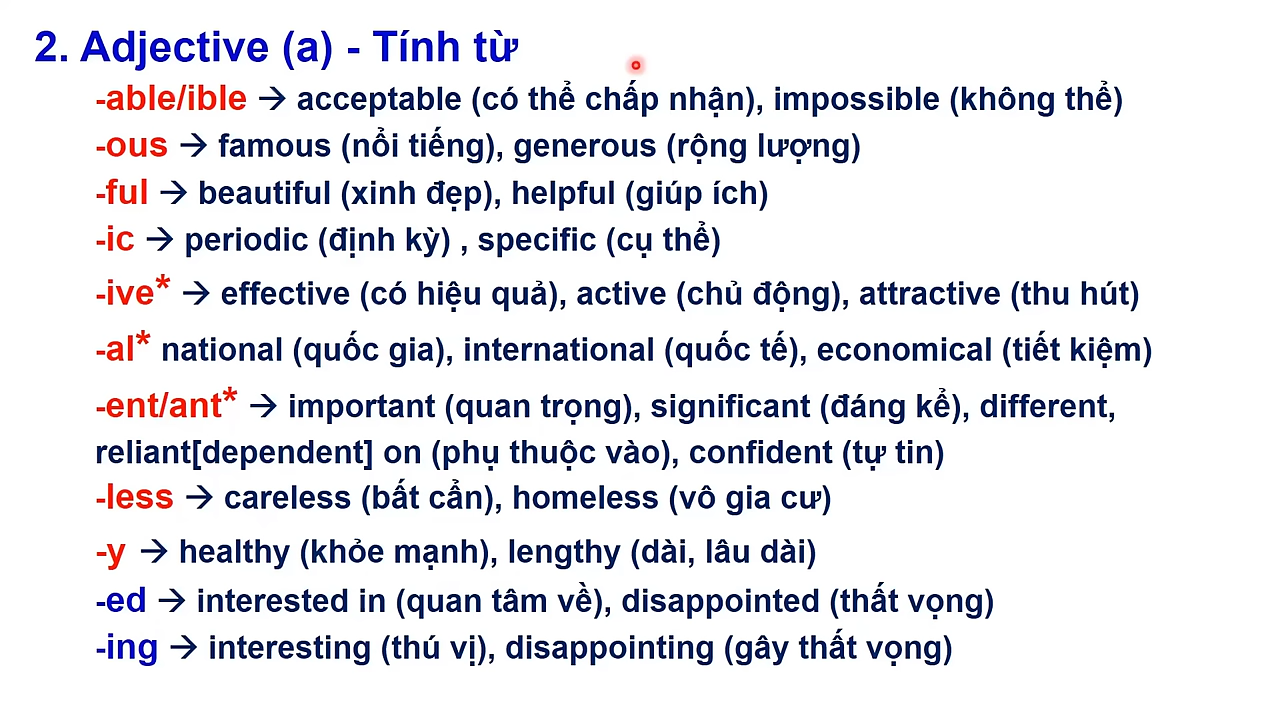 2. Adjective (a) - Tính từ
-able/ible → acceptable (có thể chấp nhận), impossible (không thể)
-ous → famous (nổi tiếng), generous (rộng lượng)
-ful → beautiful (xinh đẹp), helpful (giúp ích)
-ic → periodic (định kỳ) , specific (cụ thể)
-ive* → effective (có hiệu quả), active (chủ động), attractive (thu hút)
-al* national (quốc gia), international (quốc tế), economical (tiết kiệm)
-ent/ant* → important (quan trọng), significant (đáng kể), different,
reliant[dependent] on (phụ thuộc vào), confident (tự tin)
-less → careless (bất cẩn), homeless (vô gia cư)
-y → healthy (khỏe mạnh), lengthy (dài, lâu dài)
-ed → interested in (quan tâm về), disappointed (thất vọng)
-ing → interesting (thú vị), disappointing (gây thất vọng)